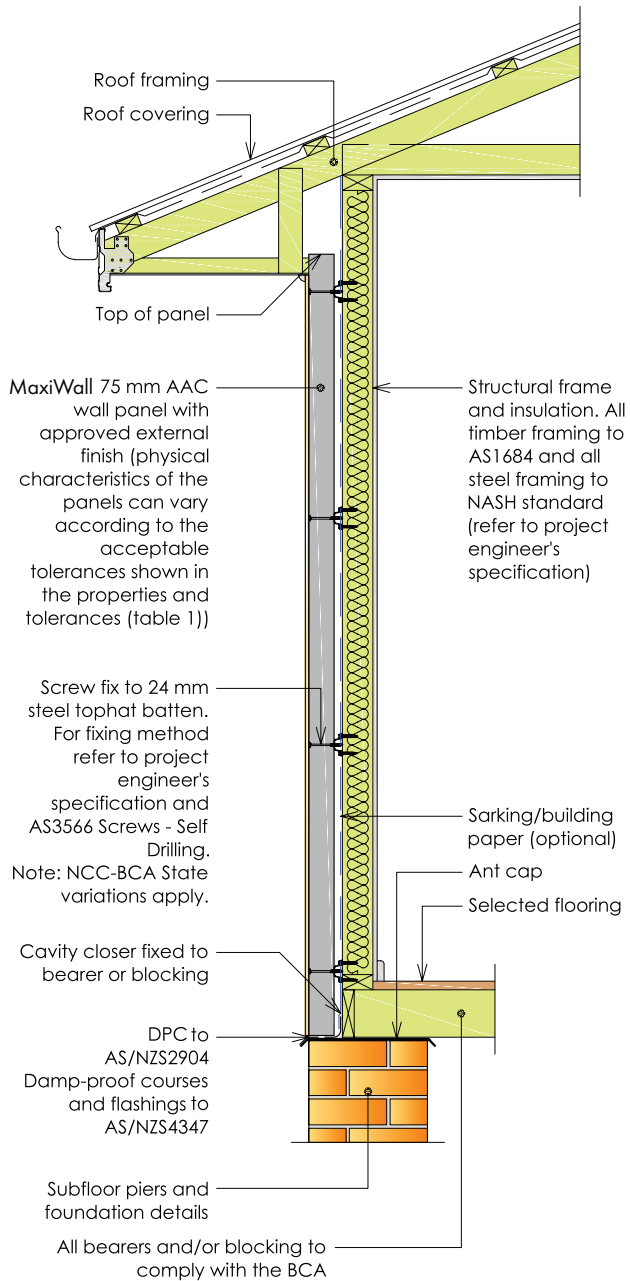 Roof framing
Roof covering
Top of panel
MaxiWall 75 mm AAC
wall panel with
approved external
finish (physical
characteristics of the
panels can vary
according to the
acceptable
tolerances shown in
the properties and
tolerances (table 1))
Structural frame
and insulation. All
timber framing to
AS1684 and all
steel framing to
NASH standard
(refer to project
engineer's
specification)
Screw fix to 24 mm
steel tophat batten.
For fixing method
refer to project
engineer's
specification and
AS3566 Screws - Self
Drilling.
Note: NCC-BCA State
variations apply.
Sarking/building
paper (optional)
Ant cap
Selected flooring
Cavity closer fixed to
bearer or blocking
DPC to
AS/NZS2904
Damp-proof courses
and flashings to
AS/NZS4347
Subfloor piers and
foundation details
All bearers and/or blocking to
comply with the BCA